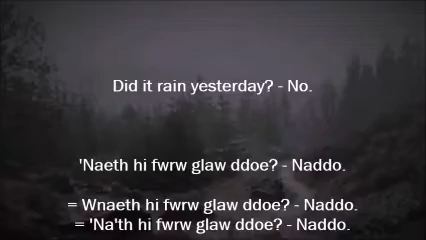 Did it rain yesterday? - No.
'Naeth hi fwrw glaw ddoe? - Naddo.
= Wnaeth hi fwrw glaw ddoe? - Naddo.
= 'Na'th hi fwrw glaw ddoe? - Naddo.